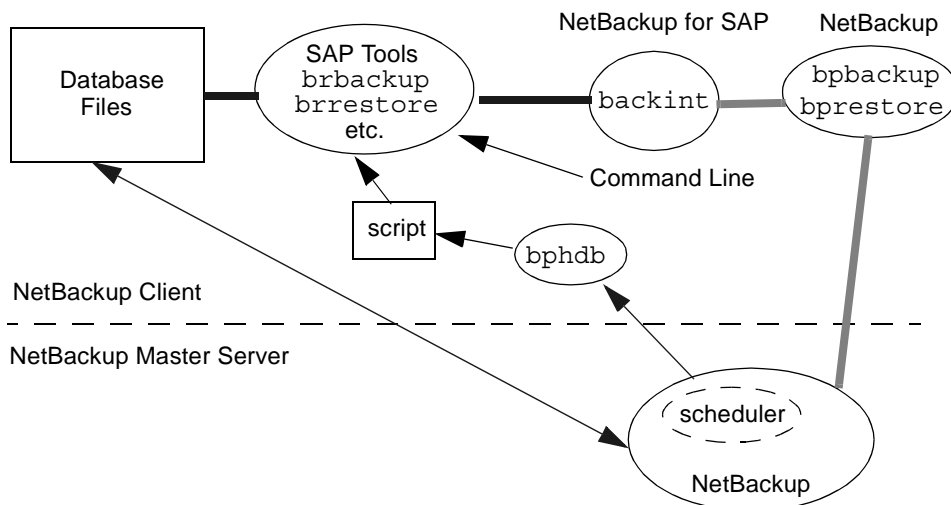 NetBackup for SAP
NetBackup
Database
Files
SAP Tools
brbackup
brrestore
etc.
backint
bpbackup
bprestore
Command Line
script
bphdb
NetBackup Client
NetBackup Master Server
scheduler
NetBackup